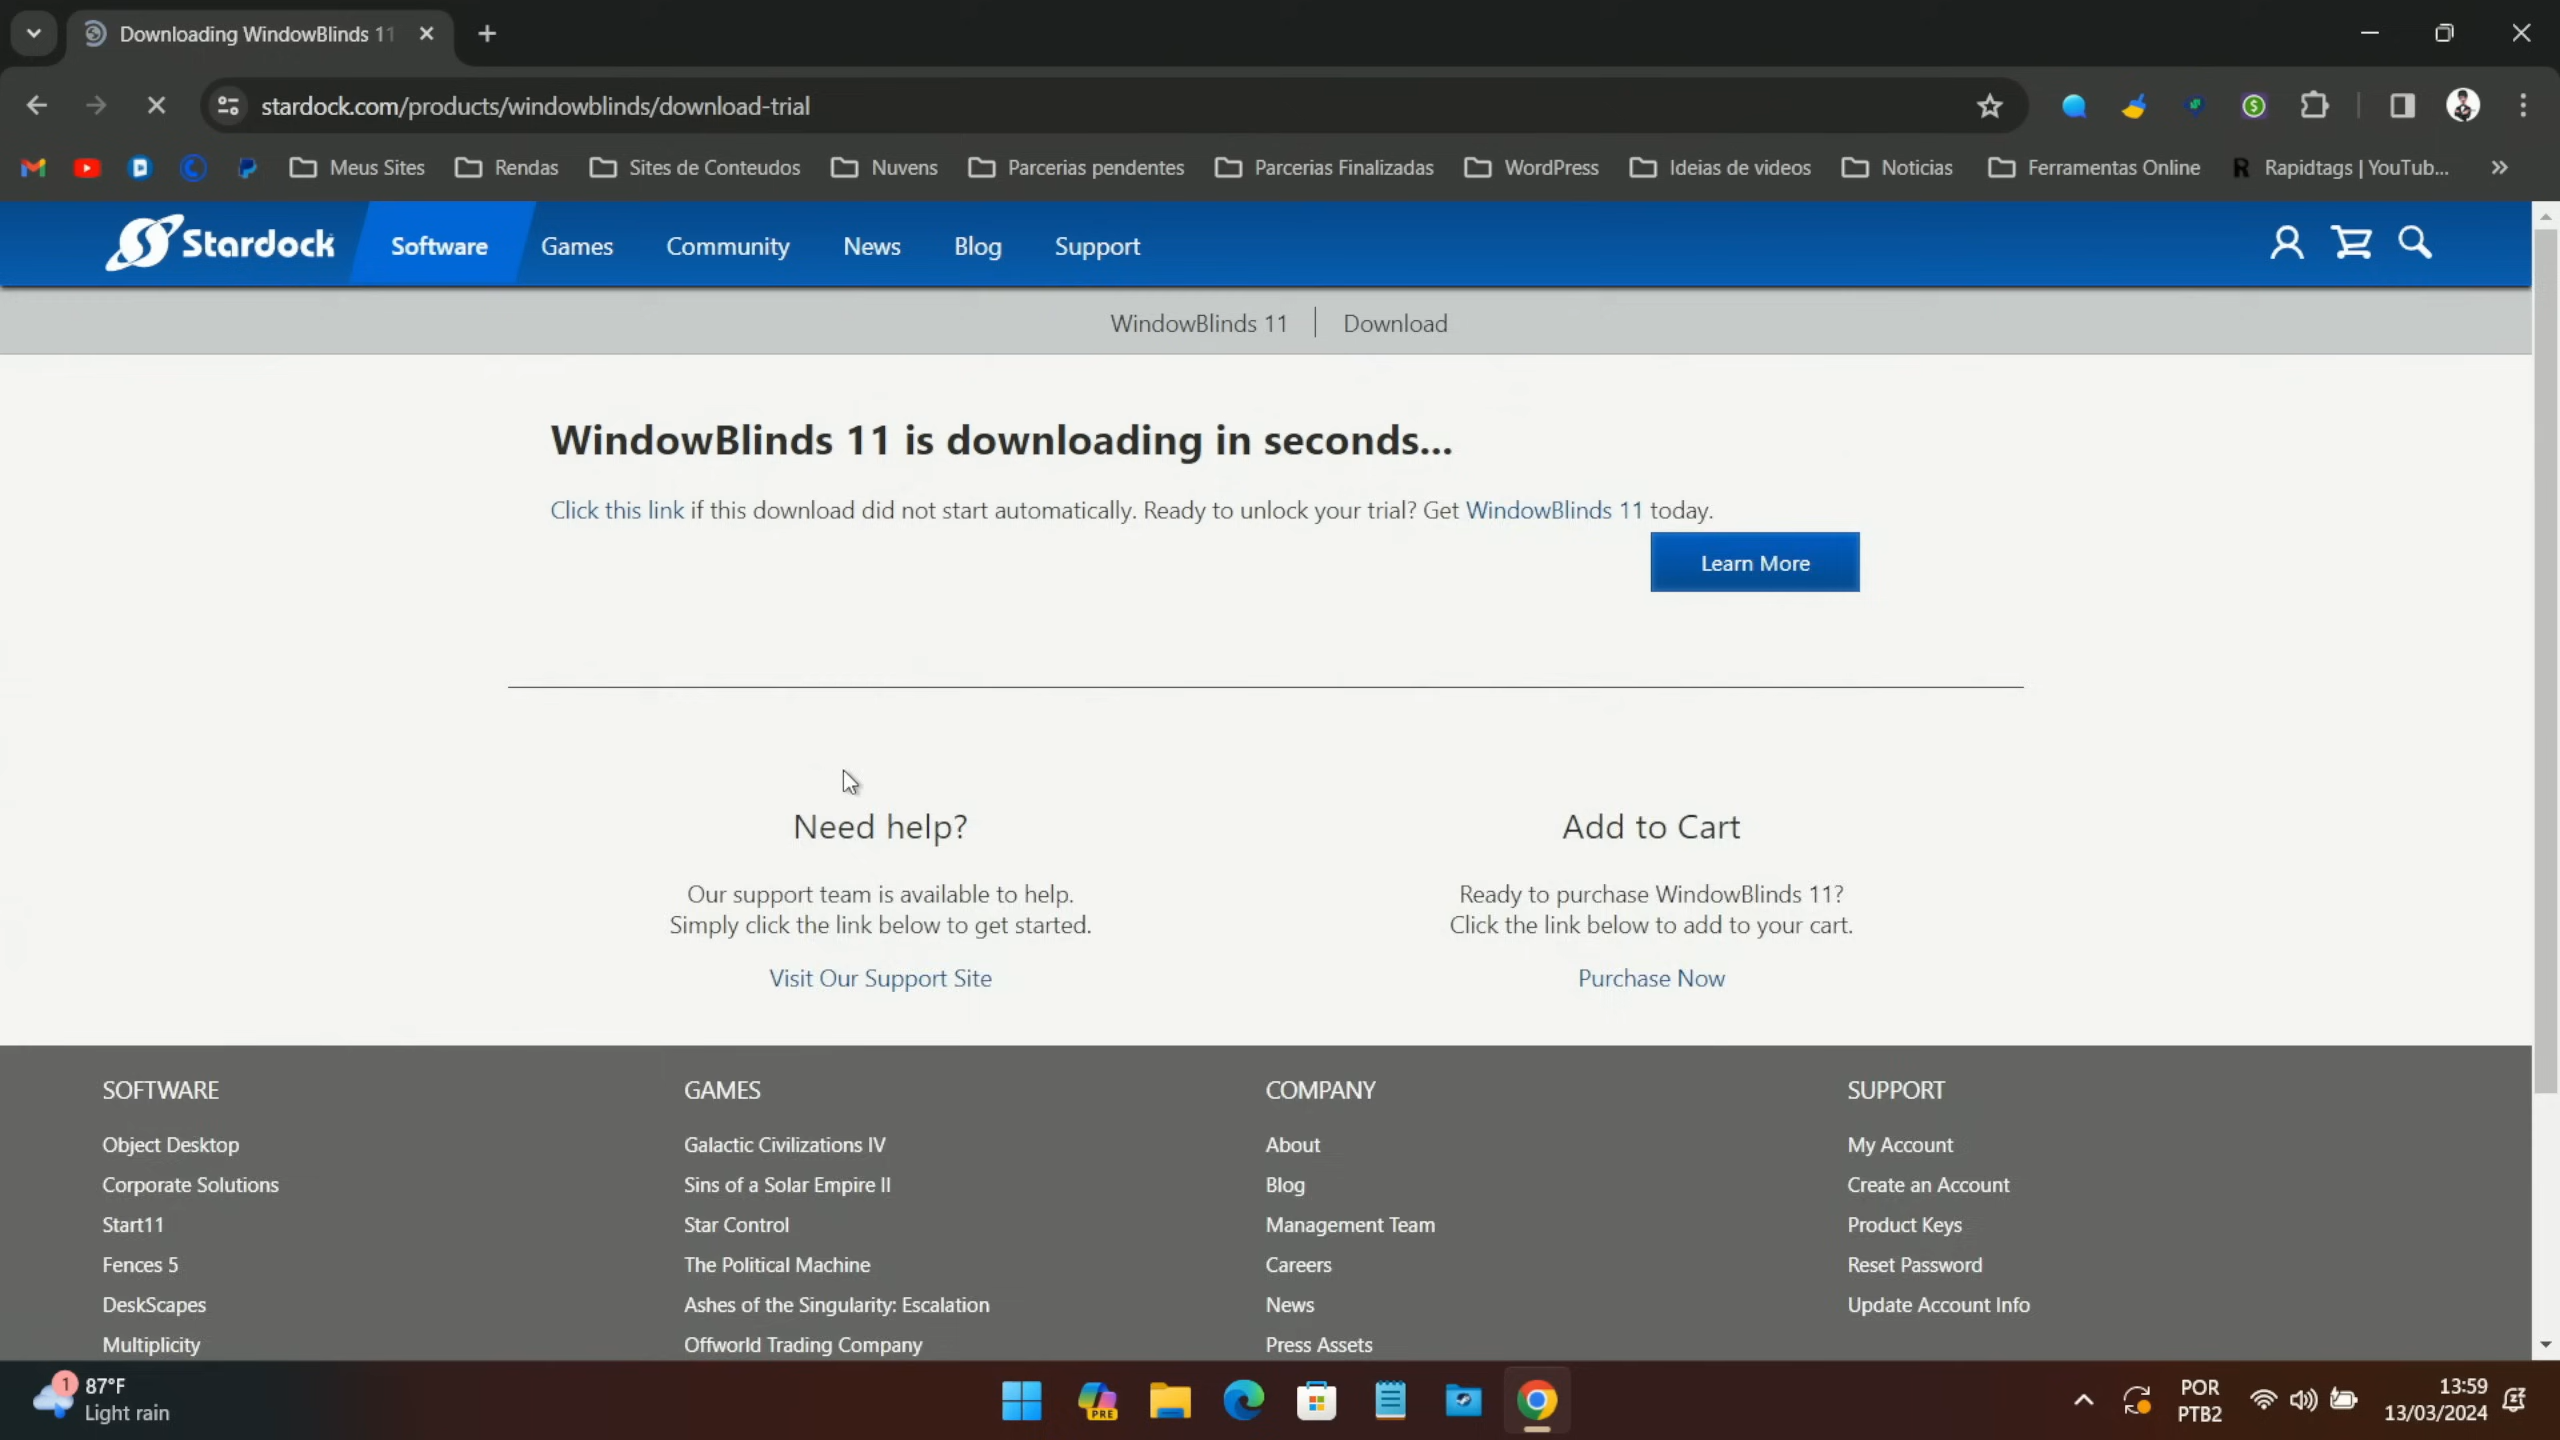 Downloading WindowBlinds 11
stardock.com/products/windowblinds/download-trial
Meus Sites Rendas Sites de Conteudos Nuvens Parcerias pendentes Parcerias Finalizadas WordPress Ideias de videos Noticias Ferramentas Online Rapidtags | YouTub...
Stardock Software Games Community News Blog Support
WindowBlinds 11 | Download
WindowBlinds 11 is downloading in seconds...
Click this link if this download did not start automatically. Ready to unlock your trial? Get WindowBlinds 11 today.
Learn More
Need help?
Our support team is available to help.
Simply click the link below to get started.
Visit Our Support Site
Add to Cart
Ready to purchase WindowBlinds 11?
Click the link below to add to your cart.
Purchase Now
SOFTWARE
Object Desktop
Corporate Solutions
Start11
Fences 5
DeskScapes
Multiplicity
GAMES
Galactic Civilizations IV
Sins of a Solar Empire II
Star Control
The Political Machine
Ashes of the Singularity: Escalation
Offworld Trading Company
COMPANY
About
Blog
Management Team
Careers
News
Press Assets
SUPPORT
My Account
Create an Account
Product Keys
Reset Password
Update Account Info
1
87°F
Light rain
PRE
POR
PTB2
13:59
13/03/2024